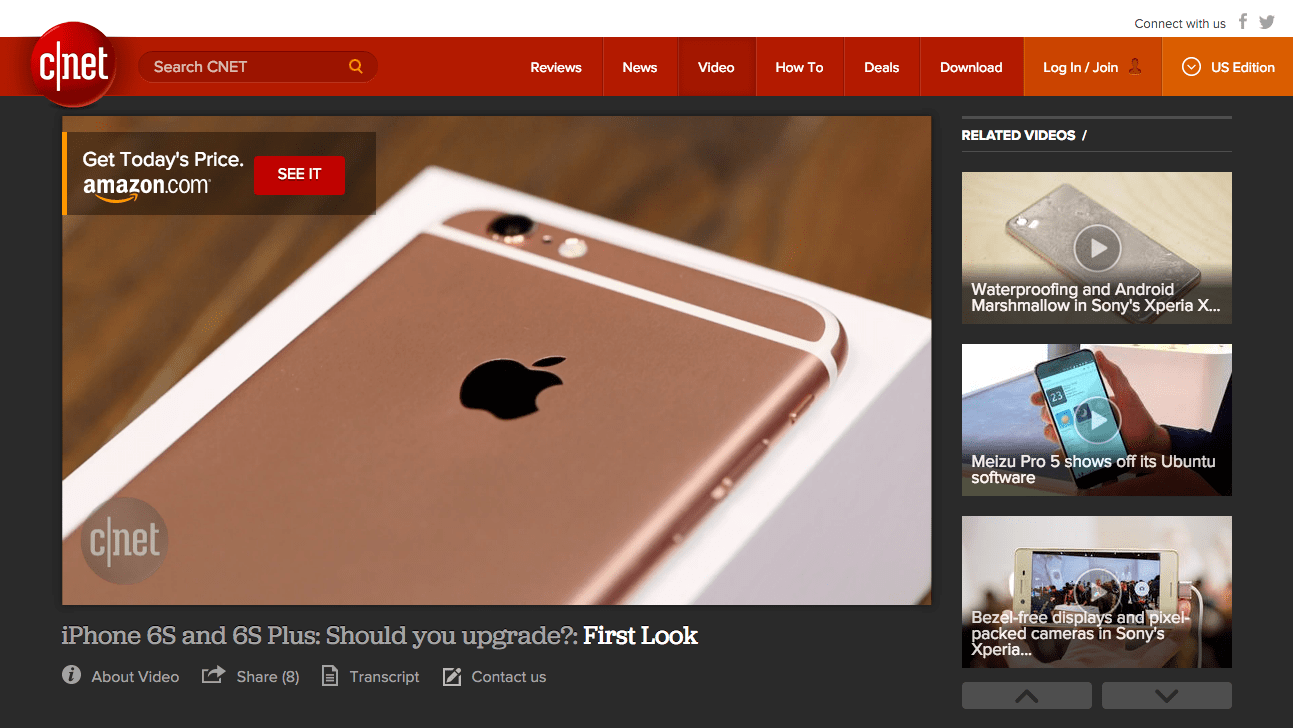 Connect with us
c|net
Search CNET
Reviews
News
Video
How To
Deals
Download
Log In / Join
US Edition
Get Today's Price.
amazon.com
SEE IT
c|net
iPhone 6S and 6S Plus: Should you upgrade?: First Look
About Video
Share (8)
Transcript
Contact us
RELATED VIDEOS /
Waterproofing and Android
Marshmallow in Sony's Xperia X...
23
Meizu Pro 5 shows off its Ubuntu
software
Bezel-free displays and pixel-
packed cameras in Sony's
Xperia...